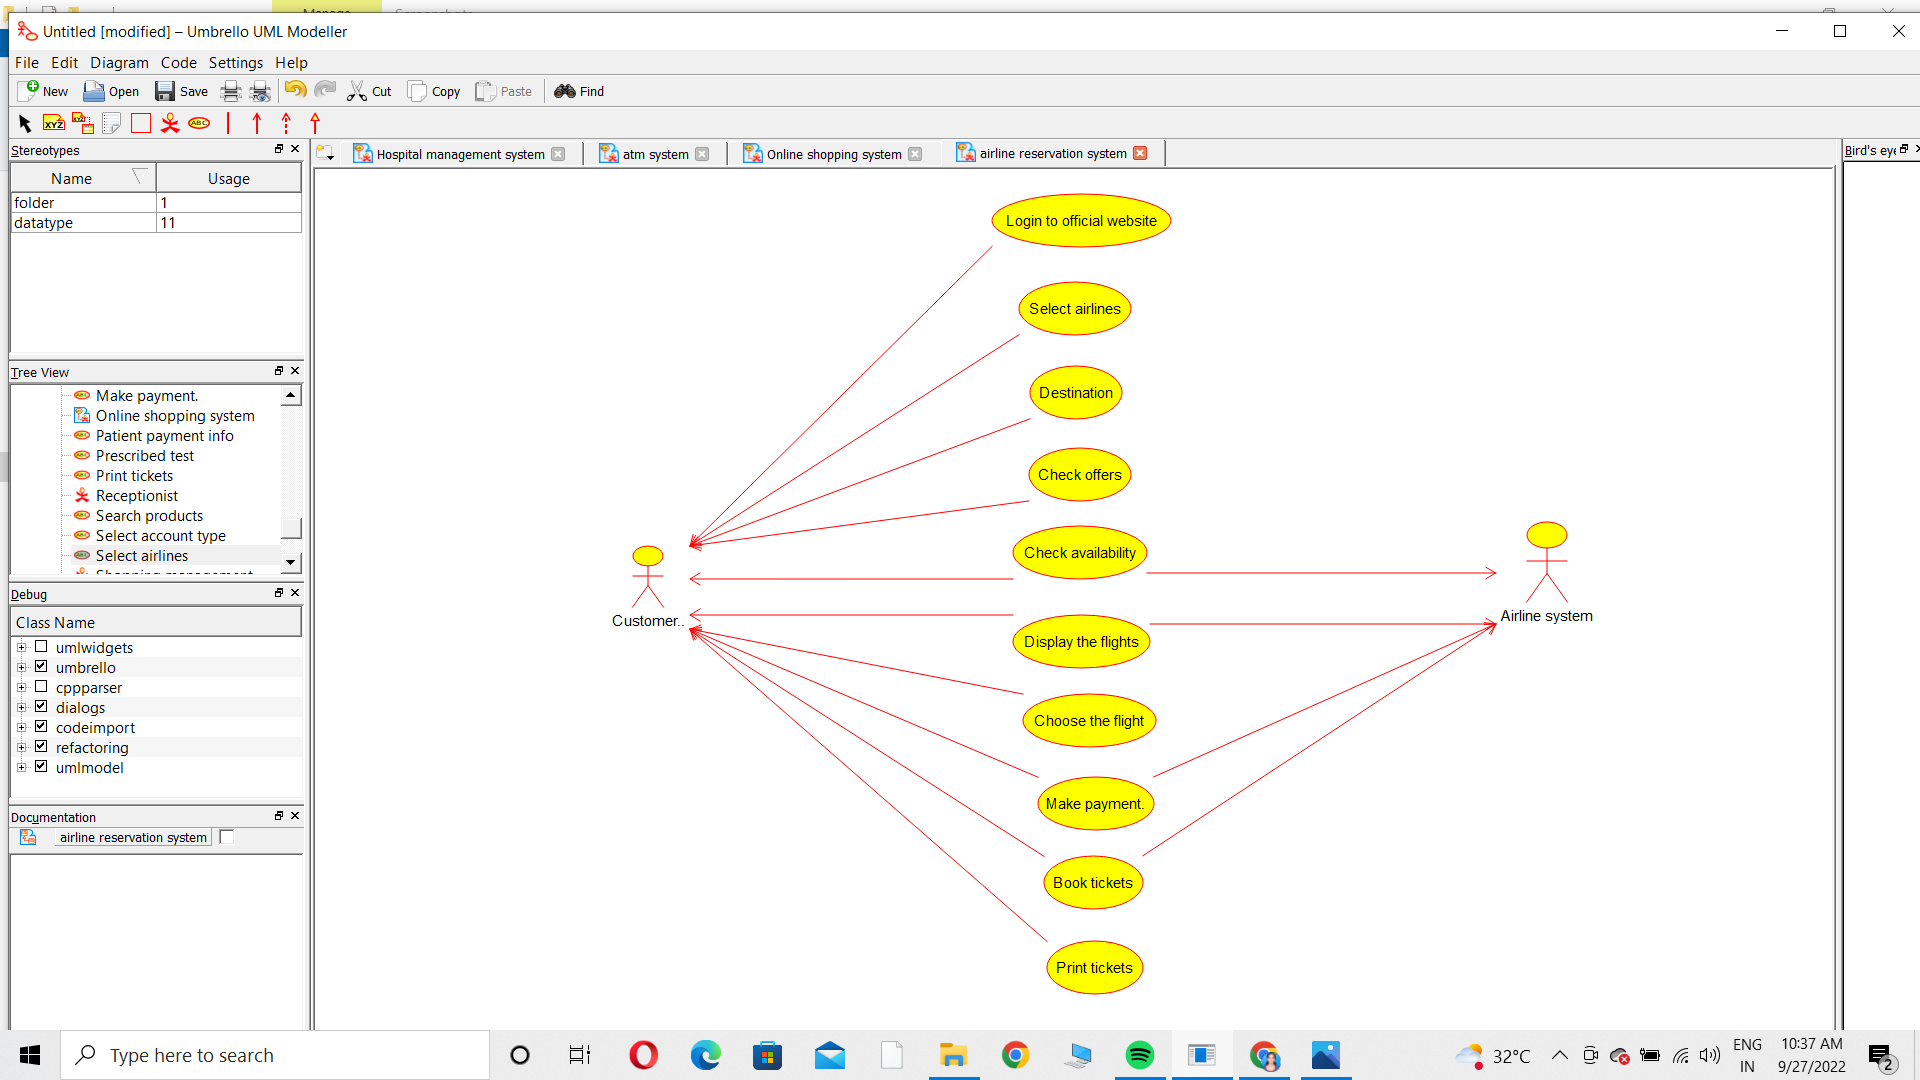 Untitled [modified] – Umbrello UML Modeller
File Edit Diagram Code Settings Help
New Open Save Cut Copy Paste Find
XYZ ABC
Stereotypes
Name Usage
folder 1
datatype 11
Tree View
Make payment.
Online shopping system
Patient payment info
Prescribed test
Print tickets
Receptionist
Search products
Select account type
Select airlines
Debug
Class Name
umlwidgets
umbrello
cppparser
dialogs
codeimport
refactoring
umlmodel
Documentation
airline reservation system
Hospital management system
atm system
Online shopping system
airline reservation system
Bird's eye
Login to official website
Select airlines
Destination
Check offers
Check availability
Display the flights
Choose the flight
Make payment.
Book tickets
Print tickets
Customer..
Airline system
Type here to search
32°C
ENG
IN
10:37 AM
9/27/2022
2